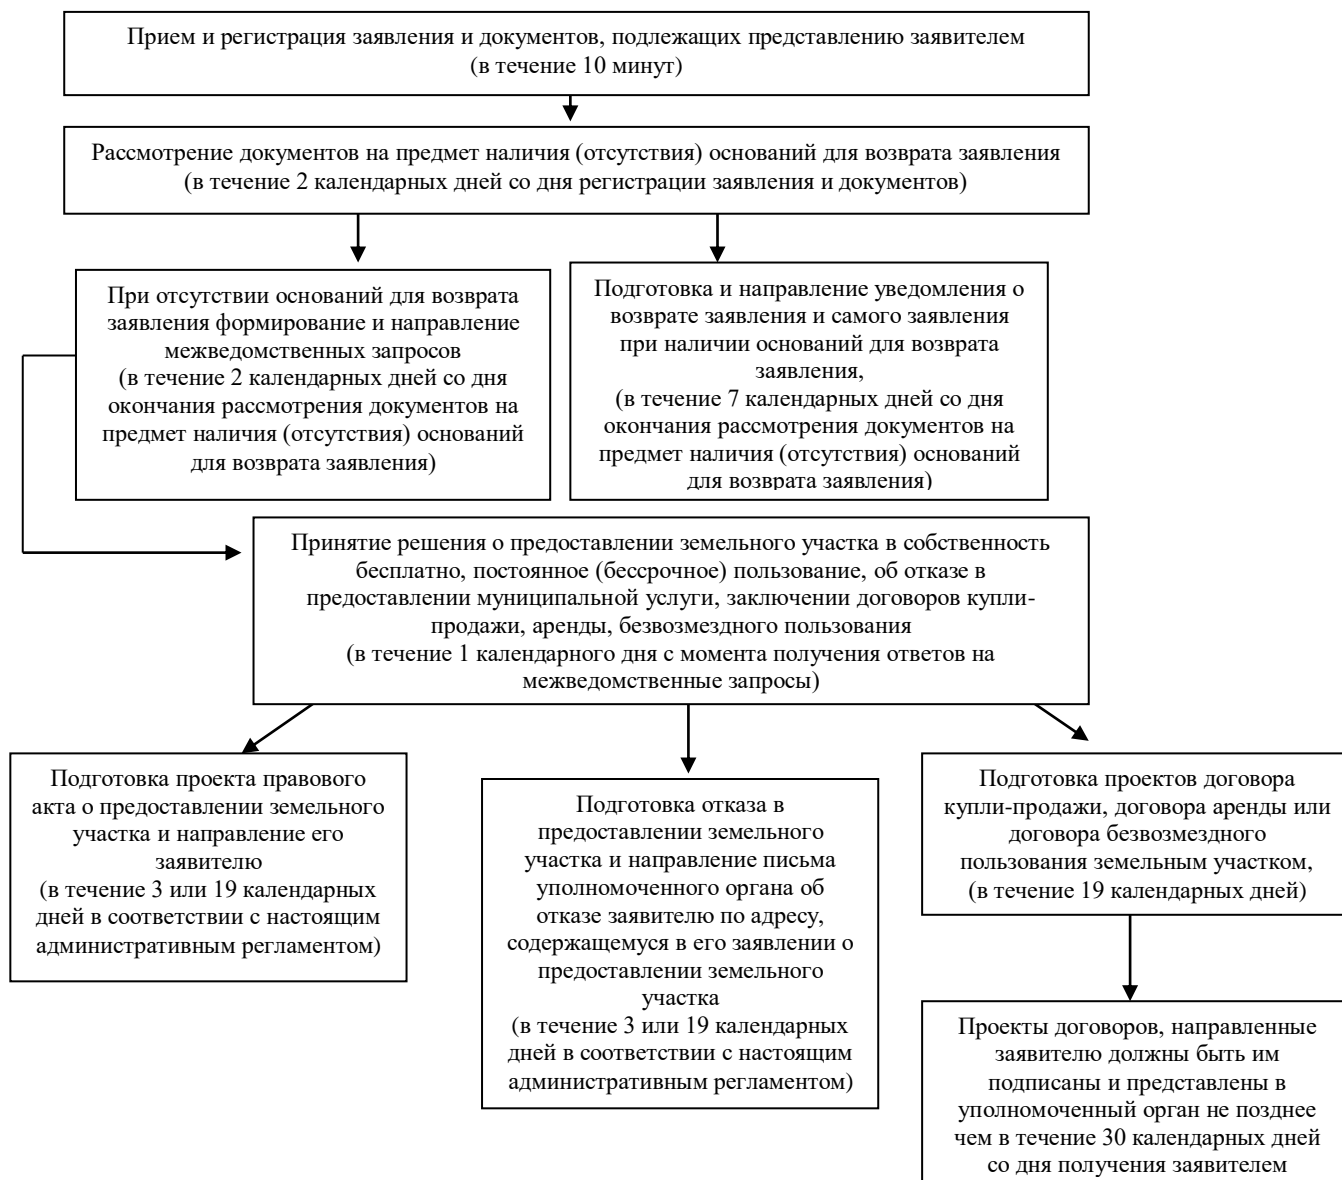 Прием и регистрация заявления и документов, подлежащих представлению заявителем
(в течение 10 минут)
Рассмотрение документов на предмет наличия (отсутствия) оснований для возврата заявления
(в течение 2 календарных дней со дня регистрации заявления и документов)
При отсутствии оснований для возврата
заявления формирование и направление
межведомственных запросов
(в течение 2 календарных дней со дня
окончания рассмотрения документов на
предмет наличия (отсутствия) оснований
для возврата заявления)
Подготовка и направление уведомления о
возврате заявления и самого заявления
при наличии оснований для возврата
заявления,
(в течение 7 календарных дней со дня
окончания рассмотрения документов на
предмет наличия (отсутствия) оснований
для возврата заявления)
Принятие решения о предоставлении земельного участка в собственность
бесплатно, постоянное (бессрочное) пользование, об отказе в
предоставлении муниципальной услуги, заключении договоров купли-
продажи, аренды, безвозмездного пользования
(в течение 1 календарного дня с момента получения ответов на
межведомственные запросы)
Подготовка проекта правового
акта о предоставлении земельного
участка и направление его
заявителю
(в течение 3 или 19 календарных
дней в соответствии с настоящим
административным регламентом)
Подготовка отказа в
предоставлении земельного
участка и направление письма
уполномоченного органа об
отказе заявителю по адресу,
содержащемуся в его заявлении о
предоставлении земельного
участка
(в течение 3 или 19 календарных
дней в соответствии с настоящим
административным регламентом)
Подготовка проектов договора
купли-продажи, договора аренды или
договора безвозмездного
пользования земельным участком,
(в течение 19 календарных дней)
Проекты договоров, направленные
заявителю должны быть им
подписаны и представлены в
уполномоченный орган не позднее
чем в течение 30 календарных дней
со дня получения заявителем